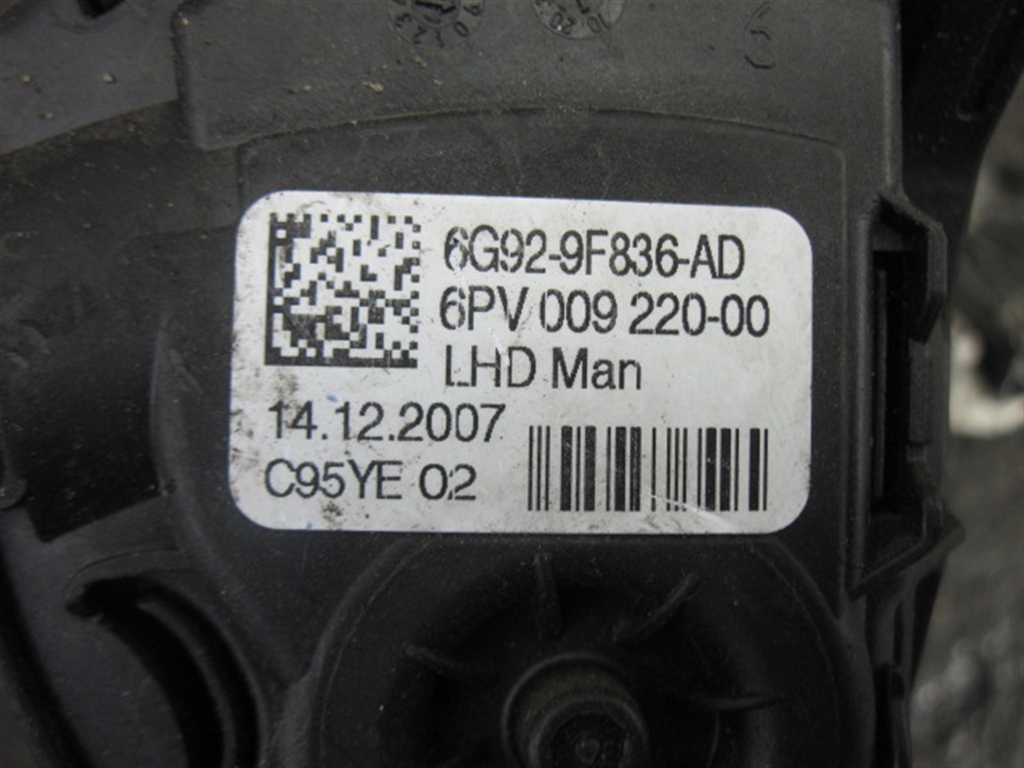 6G92-9F836-AD
6PV 009 220-00
LHD Man
14.12.2007
C95YE 02